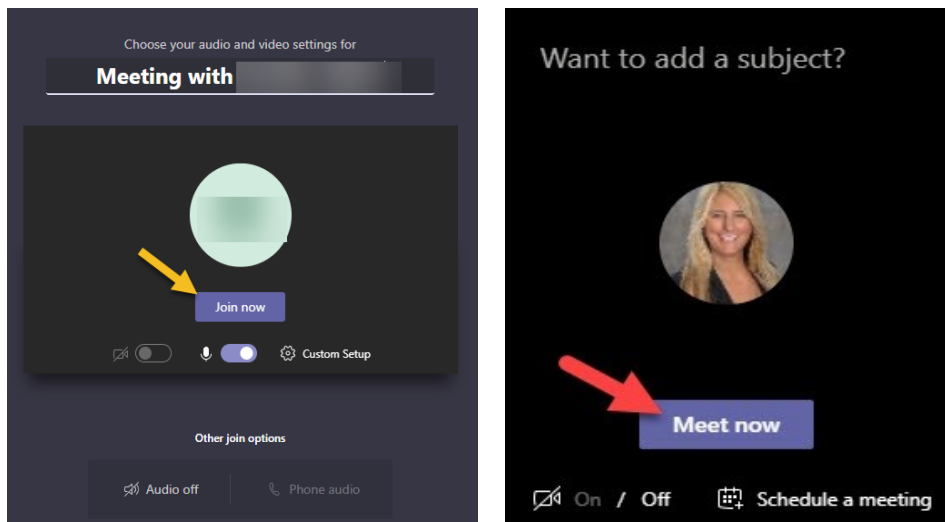 Choose your audio and video settings for
Meeting with
Join now
Custom Setup
Other join options
Audio off
Phone audio
Want to add a subject?
Meet now
On / Off
Schedule a meeting